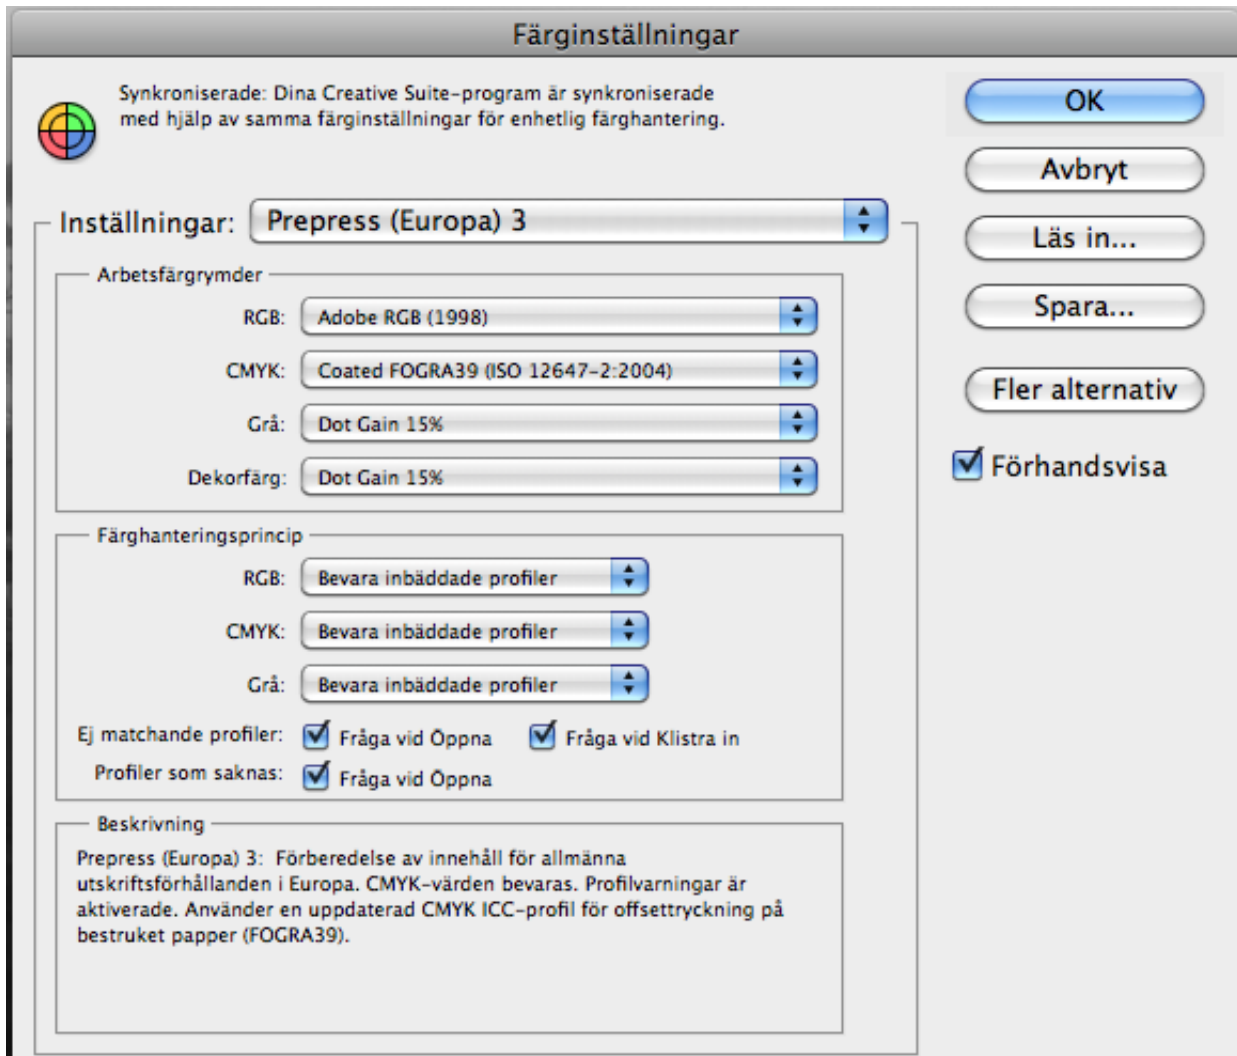 Färginställningar
Synkroniserade: Dina Creative Suite-program är synkroniserade
med hjälp av samma färginställningar för enhetlig färghantering.
OK
Avbryt
Läs in...
Spara...
Fler alternativ
Förhandsvisa
Inställningar: Prepress (Europa) 3
Arbetsfärgrymder
RGB: Adobe RGB (1998)
CMYK: Coated FOGRA39 (ISO 12647-2:2004)
Grå: Dot Gain 15%
Dekorfärg: Dot Gain 15%
Färghanteringsprincip
RGB: Bevara inbäddade profiler
CMYK: Bevara inbäddade profiler
Grå: Bevara inbäddade profiler
Ej matchande profiler: Fråga vid Öppna Fråga vid Klistra in
Profiler som saknas: Fråga vid Öppna
Beskrivning
Prepress (Europa) 3: Förberedelse av innehåll för allmänna
utskriftsförhållanden i Europa. CMYK-värden bevaras. Profilvarningar är
aktiverade. Använder en uppdaterad CMYK ICC-profil för offsettryckning på
bestruket papper (FOGRA39).